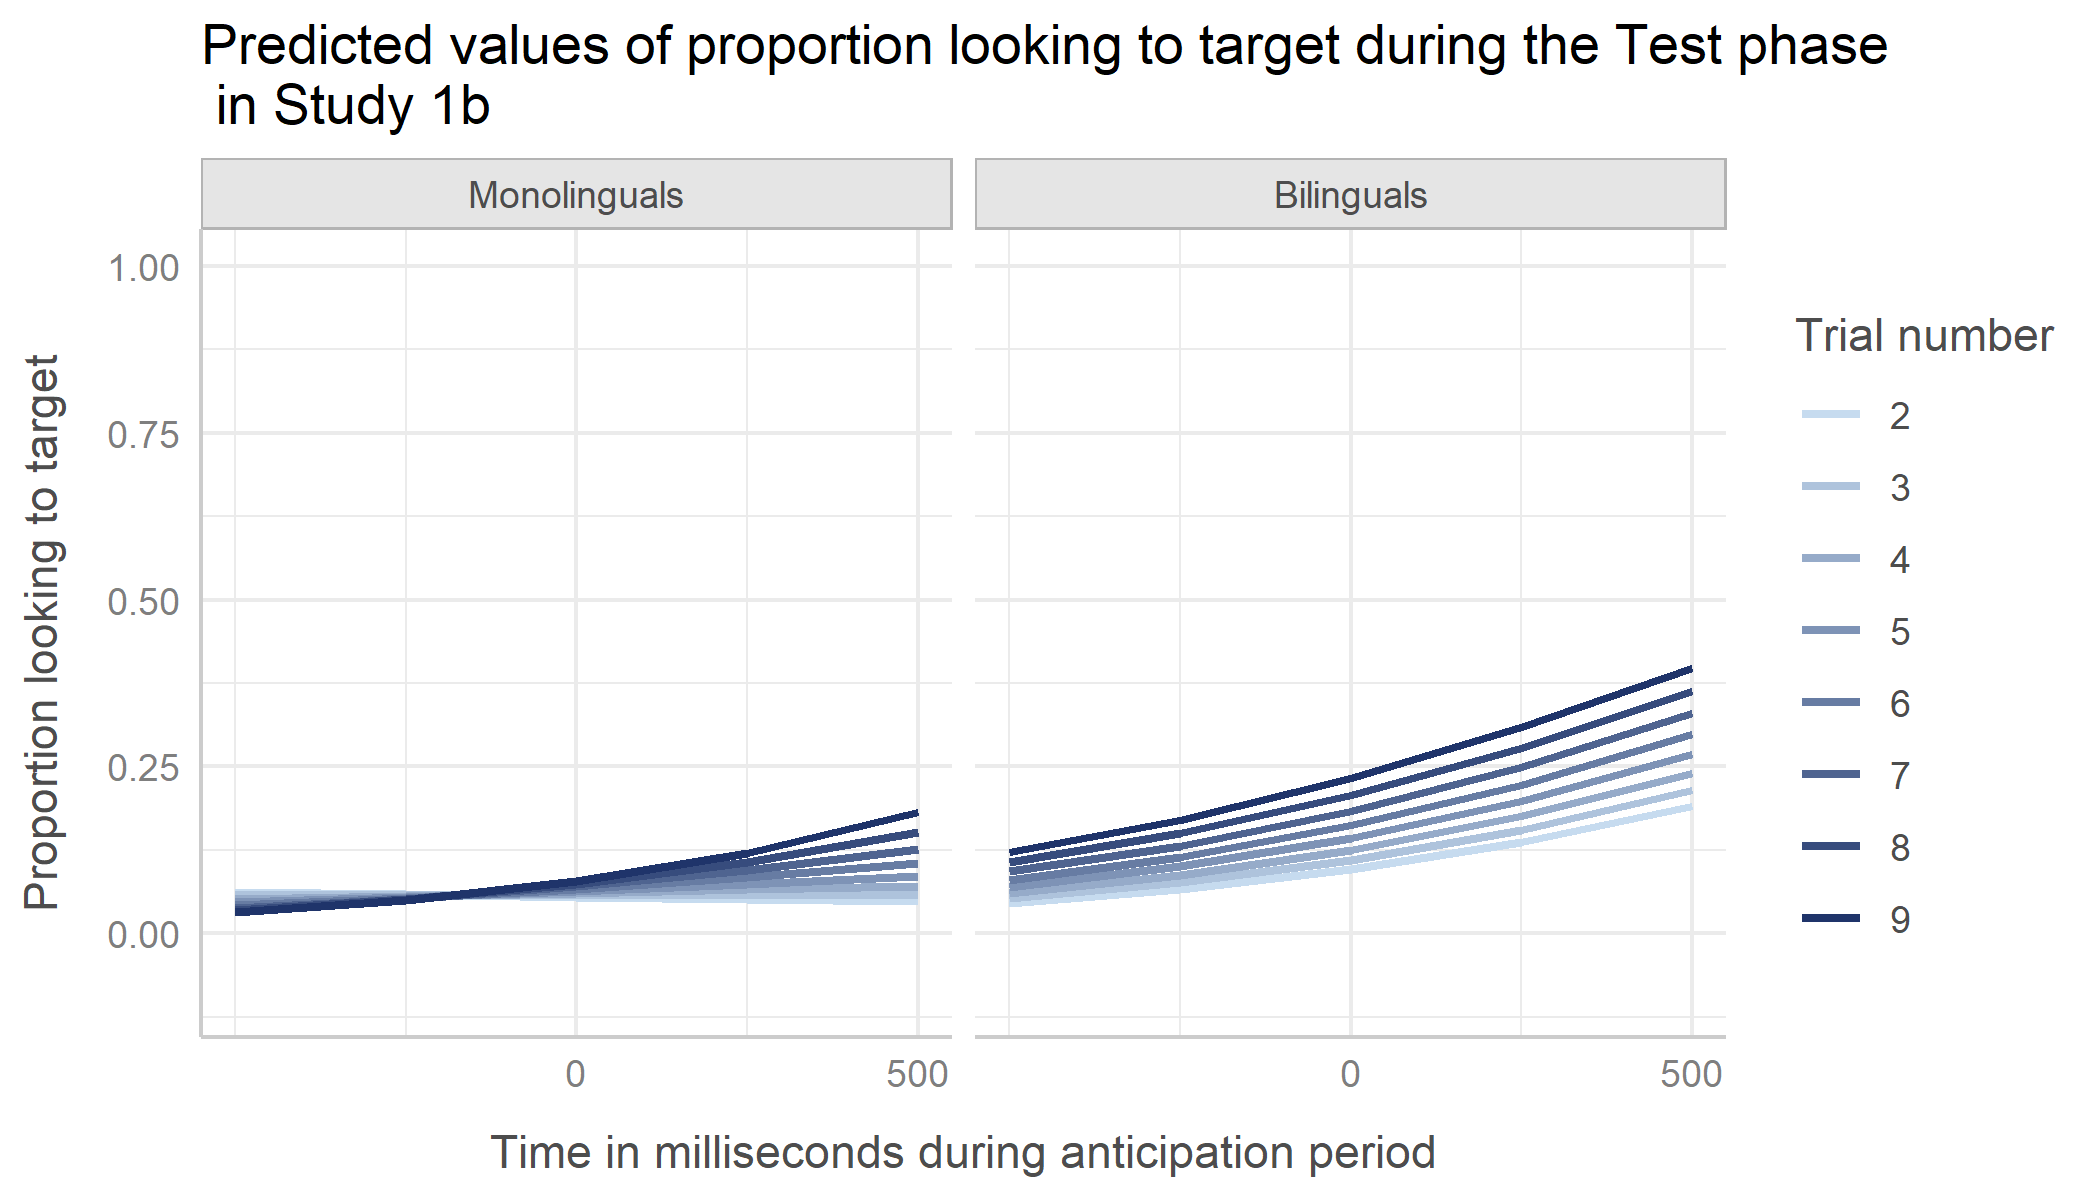 Predicted values of proportion looking to target during the Test phase
in Study 1b
Monolinguals
Bilinguals
Proportion looking to target
1.00
0.75
0.50
0.25
0.00
0
500
0
500
Time in milliseconds during anticipation period
Trial number
2
3
4
5
6
7
8
9